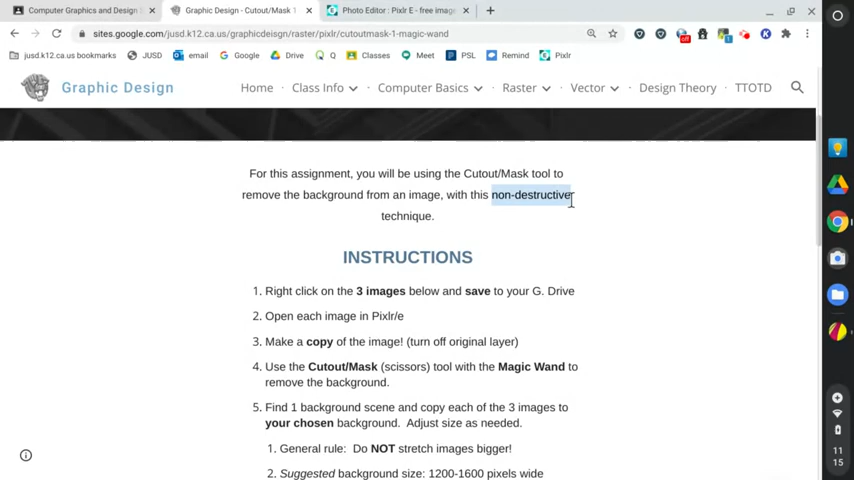 Computer Graphics and Design
Graphic Design - Cutout/Mask 1
Photo Editor : Pixlr E - free imag
sites.google.com/jusd.k12.ca.us/graphicdeisgn/raster/pixlr/cutoutmask-1-magic-wand
jusd.k12.ca.us bookmarks JUSD email Google Drive Q Classes Meet PSL Remind Pixlr
off
Graphic Design Home Class Info Computer Basics Raster Vector Design Theory TTOTD
For this assignment, you will be using the Cutout/Mask tool to
remove the background from an image, with this non-destructive
technique.
INSTRUCTIONS
1. Right click on the 3 images below and save to your G. Drive
2. Open each image in Pixlr/e
3. Make a copy of the image! (turn off original layer)
4. Use the Cutout/Mask (scissors) tool with the Magic Wand to
remove the background.
5. Find 1 background scene and copy each of the 3 images to
your chosen background. Adjust size as needed.
1. General rule: Do NOT stretch images bigger!
2. Suggested background size: 1200-1600 pixels wide
11
15